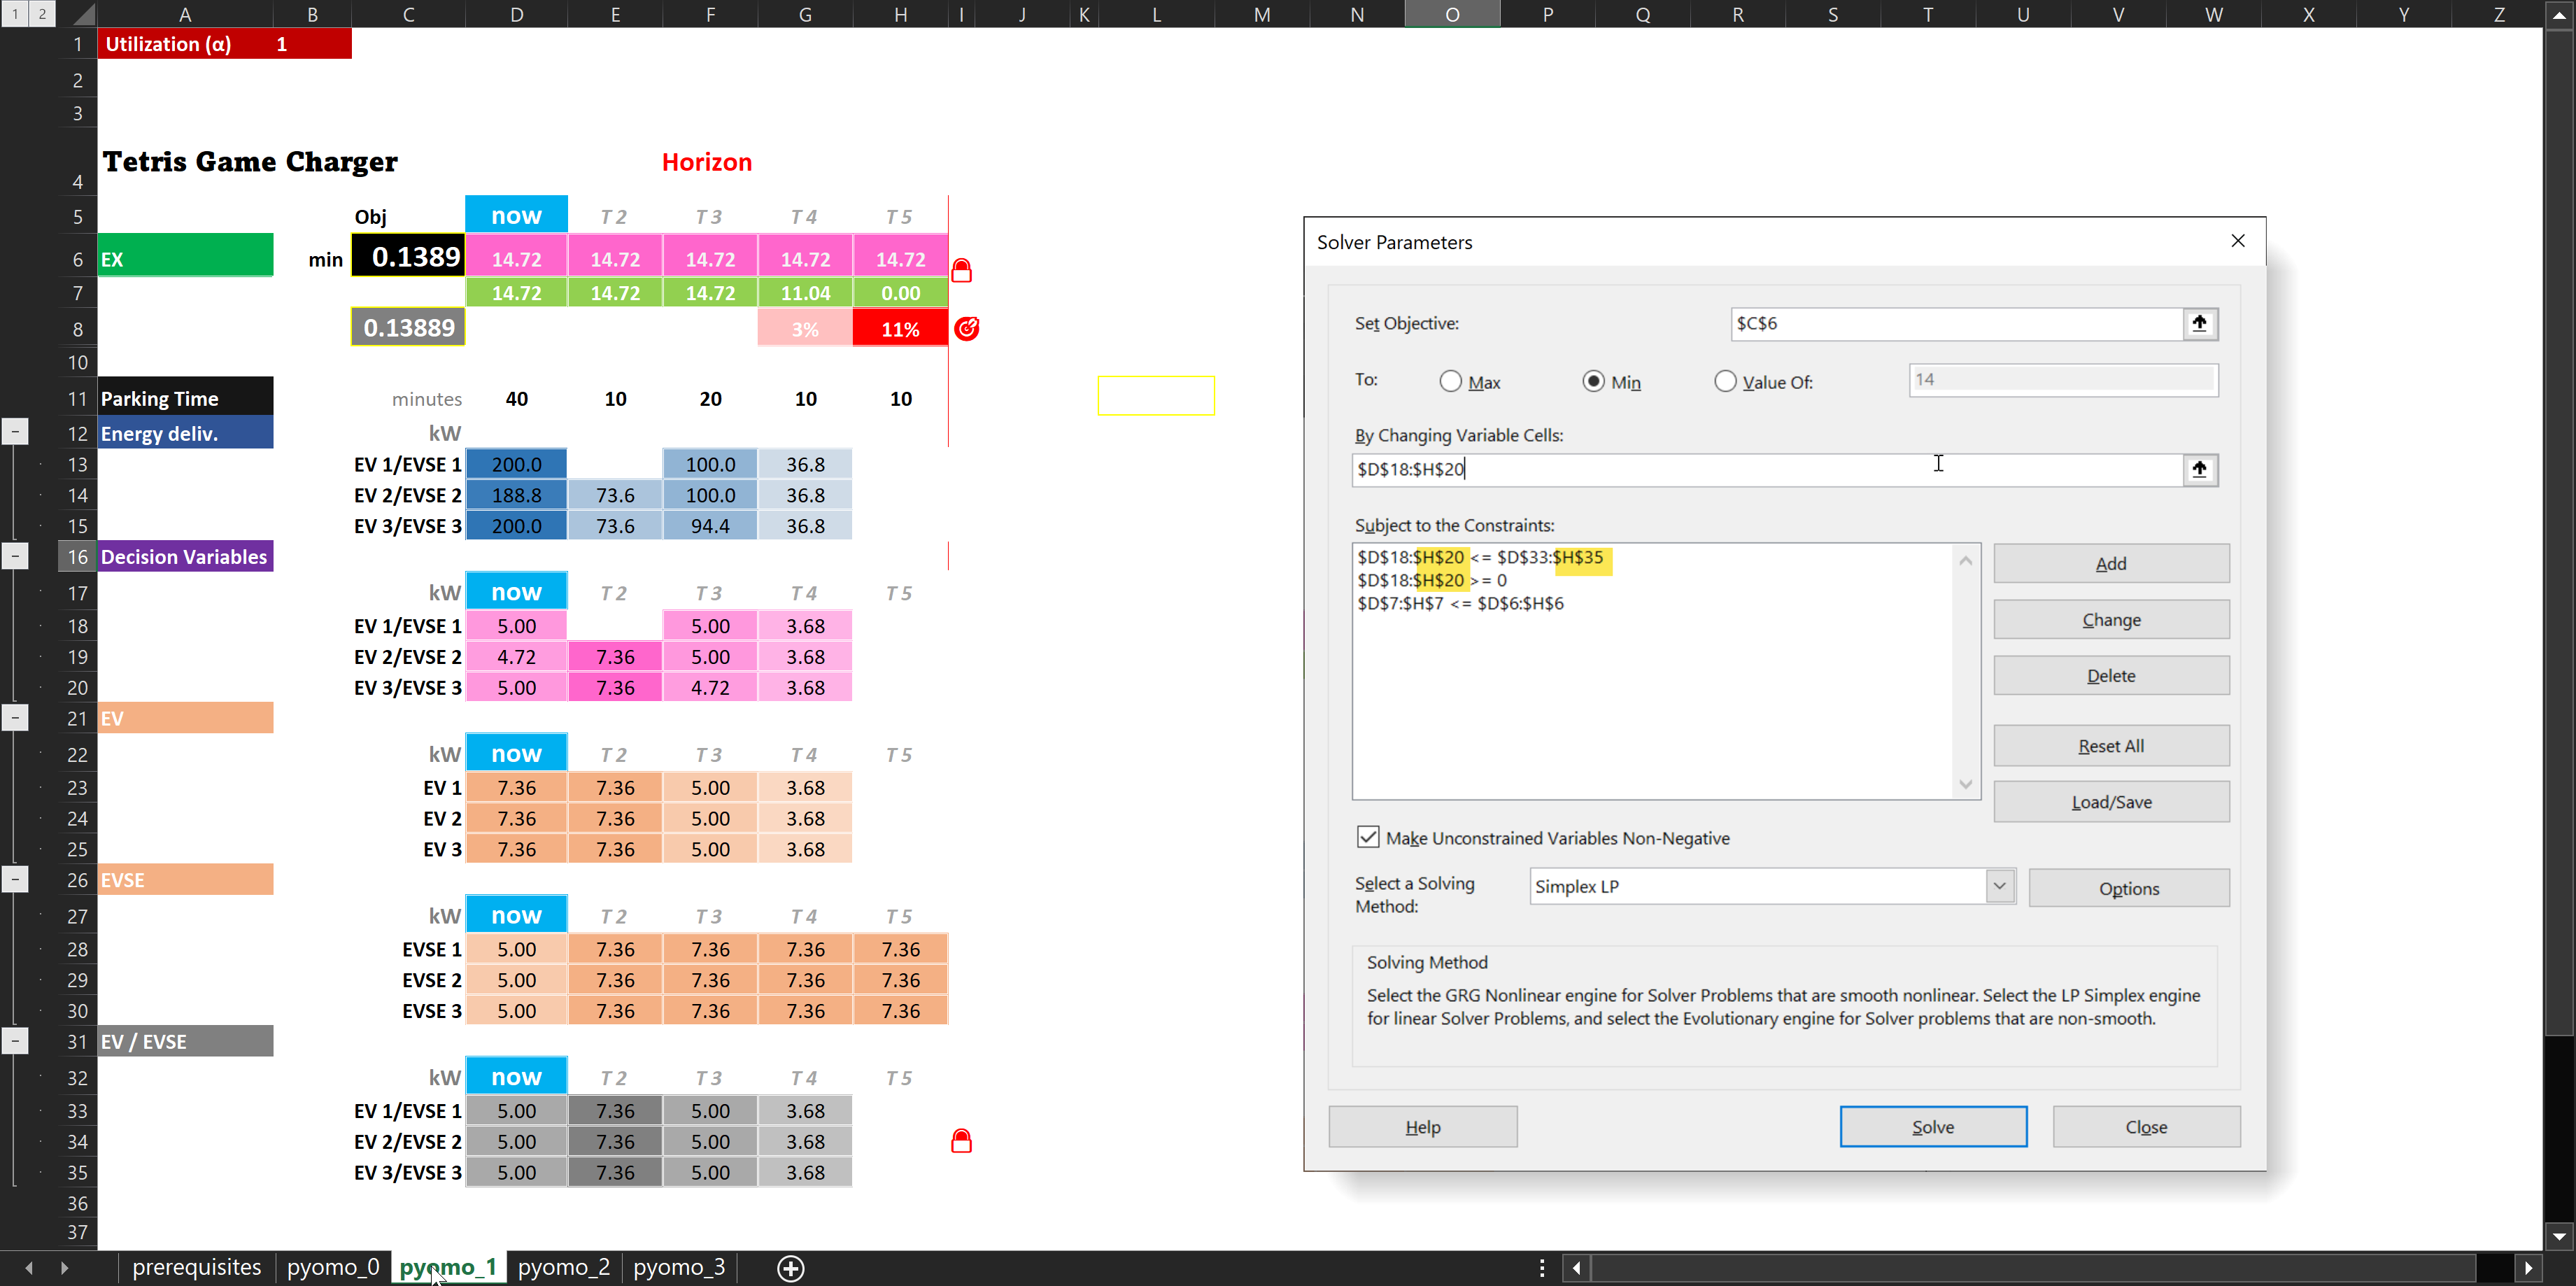 1 2 A B C D E F G H I J K L M N O P Q R S T U V W X Y Z
1 Utilization (α) 1
2
3
4 Tetris Game Charger Horizon
5 Obj now T 2 T 3 T 4 T 5
6 EX min 0.1389 14.72 14.72 14.72 14.72 14.72
7 14.72 14.72 14.72 11.04 0.00
8 0.13889 3% 11%
10
11 Parking Time minutes 40 10 20 10 10
12 Energy deliv. kW
13 EV 1/EVSE 1 200.0 100.0 36.8
14 EV 2/EVSE 2 188.8 73.6 100.0 36.8
15 EV 3/EVSE 3 200.0 73.6 94.4 36.8
16 Decision Variables
17 kW now T 2 T 3 T 4 T 5
18 EV 1/EVSE 1 5.00 5.00 3.68
19 EV 2/EVSE 2 4.72 7.36 5.00 3.68
20 EV 3/EVSE 3 5.00 7.36 4.72 3.68
21 EV
22 kW now T 2 T 3 T 4 T 5
23 EV 1 7.36 7.36 5.00 3.68
24 EV 2 7.36 7.36 5.00 3.68
25 EV 3 7.36 7.36 5.00 3.68
26 EVSE
27 kW now T 2 T 3 T 4 T 5
28 EVSE 1 5.00 7.36 7.36 7.36 7.36
29 EVSE 2 5.00 7.36 7.36 7.36 7.36
30 EVSE 3 5.00 7.36 7.36 7.36 7.36
31 EV / EVSE
32 kW now T 2 T 3 T 4 T 5
33 EV 1/EVSE 1 5.00 7.36 5.00 3.68
34 EV 2/EVSE 2 5.00 7.36 5.00 3.68
35 EV 3/EVSE 3 5.00 7.36 5.00 3.68
36
37
Solver Parameters
Set Objective: $C$6
To: Max Min Value Of: 14
By Changing Variable Cells:
$D$18:$H$20
Subject to the Constraints:
$D$18:$H$20 <= $D$33:$H$35
$D$18:$H$20 >= 0
$D$7:$H$7 <= $D$6:$H$6
Add
Change
Delete
Reset All
Load/Save
Make Unconstrained Variables Non-Negative
Select a Solving
Method:
Simplex LP
Options
Solving Method
Select the GRG Nonlinear engine for Solver Problems that are smooth nonlinear. Select the LP Simplex engine
for linear Solver Problems, and select the Evolutionary engine for Solver problems that are non-smooth.
Help Solve Close
prerequisites pyomo_0 pyomo_1 pyomo_2 pyomo_3